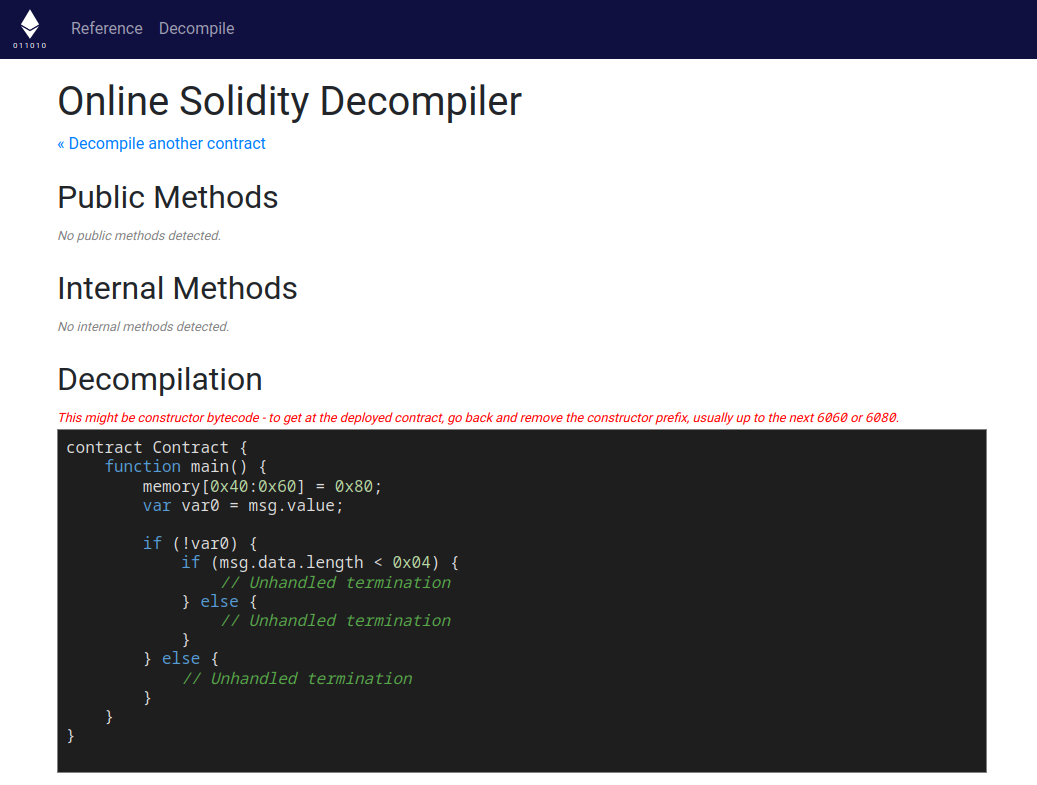 011010
Reference Decompile
Online Solidity Decompiler
« Decompile another contract
Public Methods
No public methods detected.
Internal Methods
No internal methods detected.
Decompilation
This might be constructor bytecode - to get at the deployed contract, go back and remove the constructor prefix, usually up to the next 6060 or 6080.
contract Contract {
    function main() {
        memory[0x40:0x60] = 0x80;
        var var0 = msg.value;
        if (!var0) {
            if (msg.data.length < 0x04) {
                // Unhandled termination
            } else {
                // Unhandled termination
            }
        } else {
            // Unhandled termination
        }
    }
}